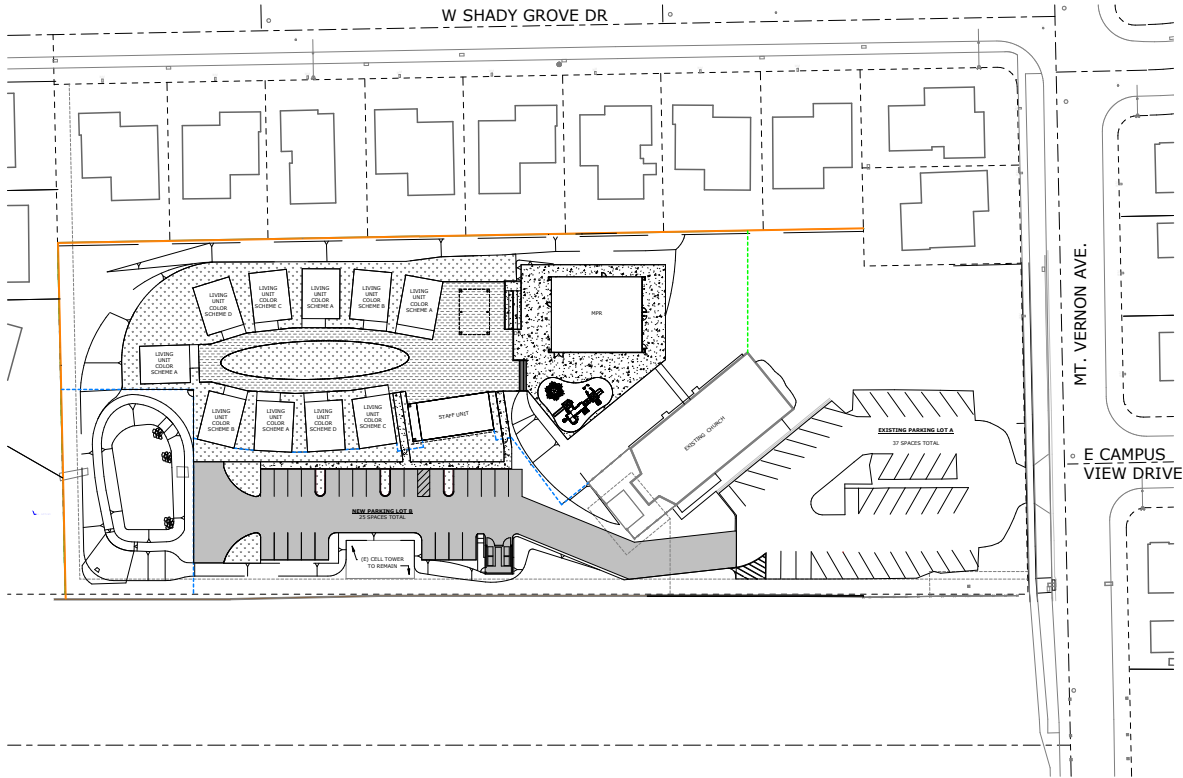 W SHADY GROVE DR
LIVING
UNIT
COLOR
SCHEME D
LIVING
UNIT
COLOR
SCHEME C
LIVING
UNIT
COLOR
SCHEME A
LIVING
UNIT
COLOR
SCHEME B
LIVING
UNIT
COLOR
SCHEME A
MPR
LIVING
UNIT
COLOR
SCHEME A
LIVING
UNIT
COLOR
SCHEME B
LIVING
UNIT
COLOR
SCHEME A
LIVING
UNIT
COLOR
SCHEME D
LIVING
UNIT
COLOR
SCHEME C
STAFF UNIT
EXISTING CHURCH
EXISTING PARKING LOT A
37 SPACES TOTAL
MT. VERNON AVE.
E CAMPUS
VIEW DRIVE
NEW PARKING LOT B
25 SPACES TOTAL
(E) CELL TOWER
TO REMAIN